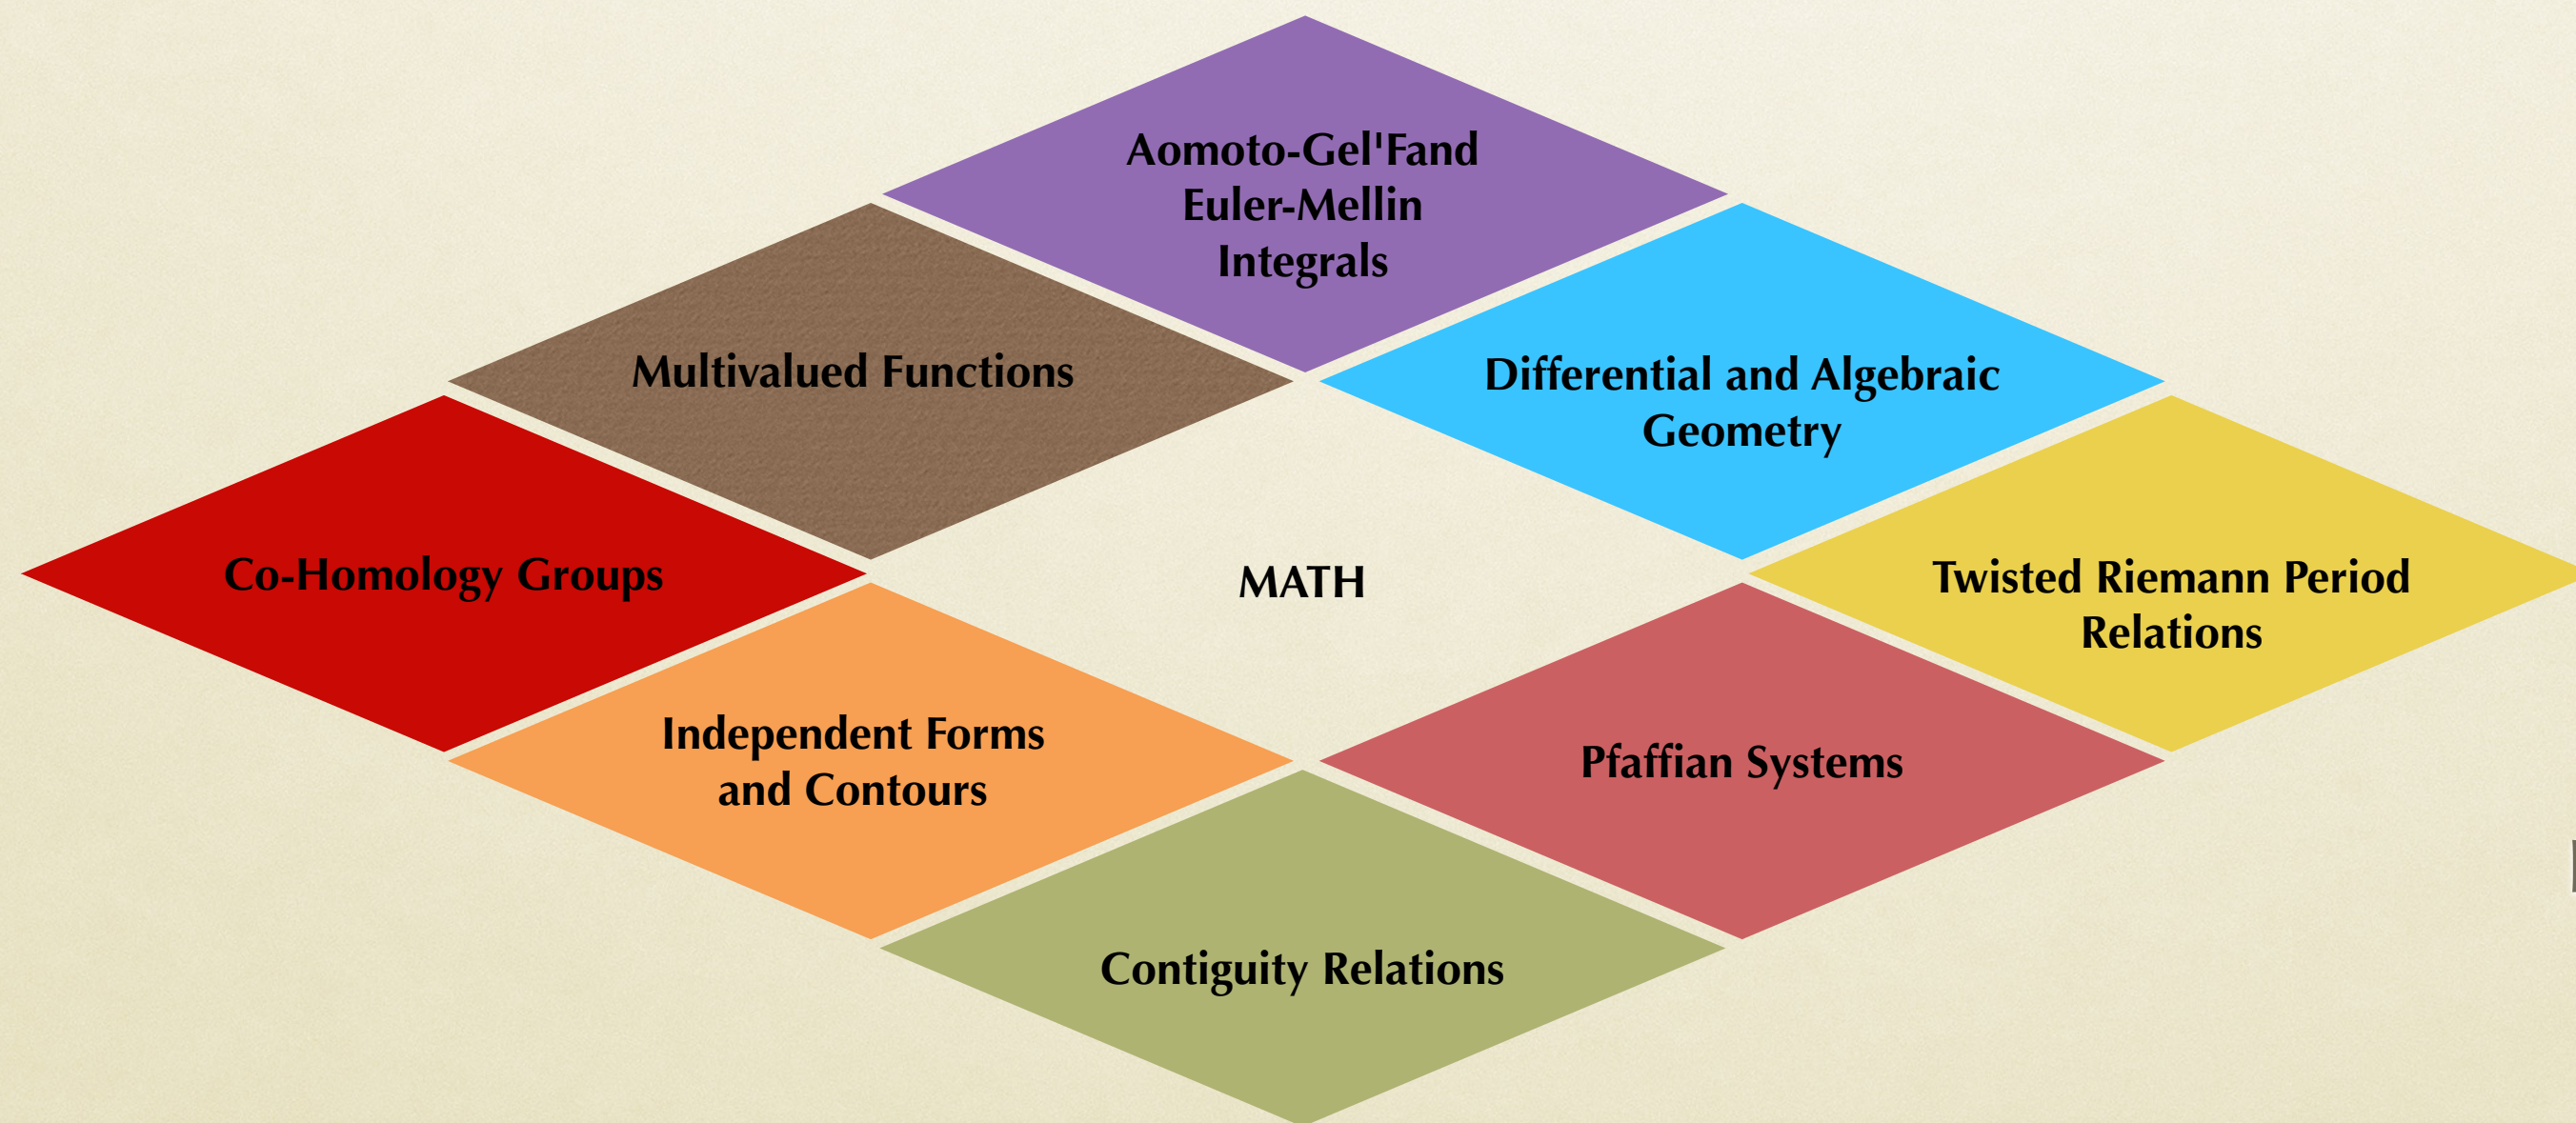 Aomoto-Gel'Fand
Euler-Mellin
Integrals
Multivalued Functions
Differential and Algebraic
Geometry
Co-Homology Groups
MATH
Twisted Riemann Period
Relations
Independent Forms
and Contours
Pfaffian Systems
Contiguity Relations